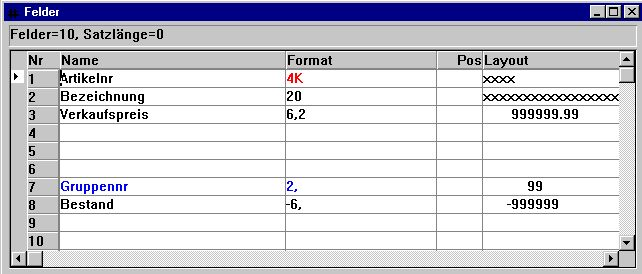 Felder
Felder=10, Satzlänge=0
Nr Name Format Pos Layout
1 Artikelnr 4K xxxx
2 Bezeichnung 20 xxxxxxxxxxxxxxxxx
3 Verkaufspreis 6,2 999999.99
4
5
6
7 Gruppennr 2, 99
8 Bestand -6, -999999
9
10